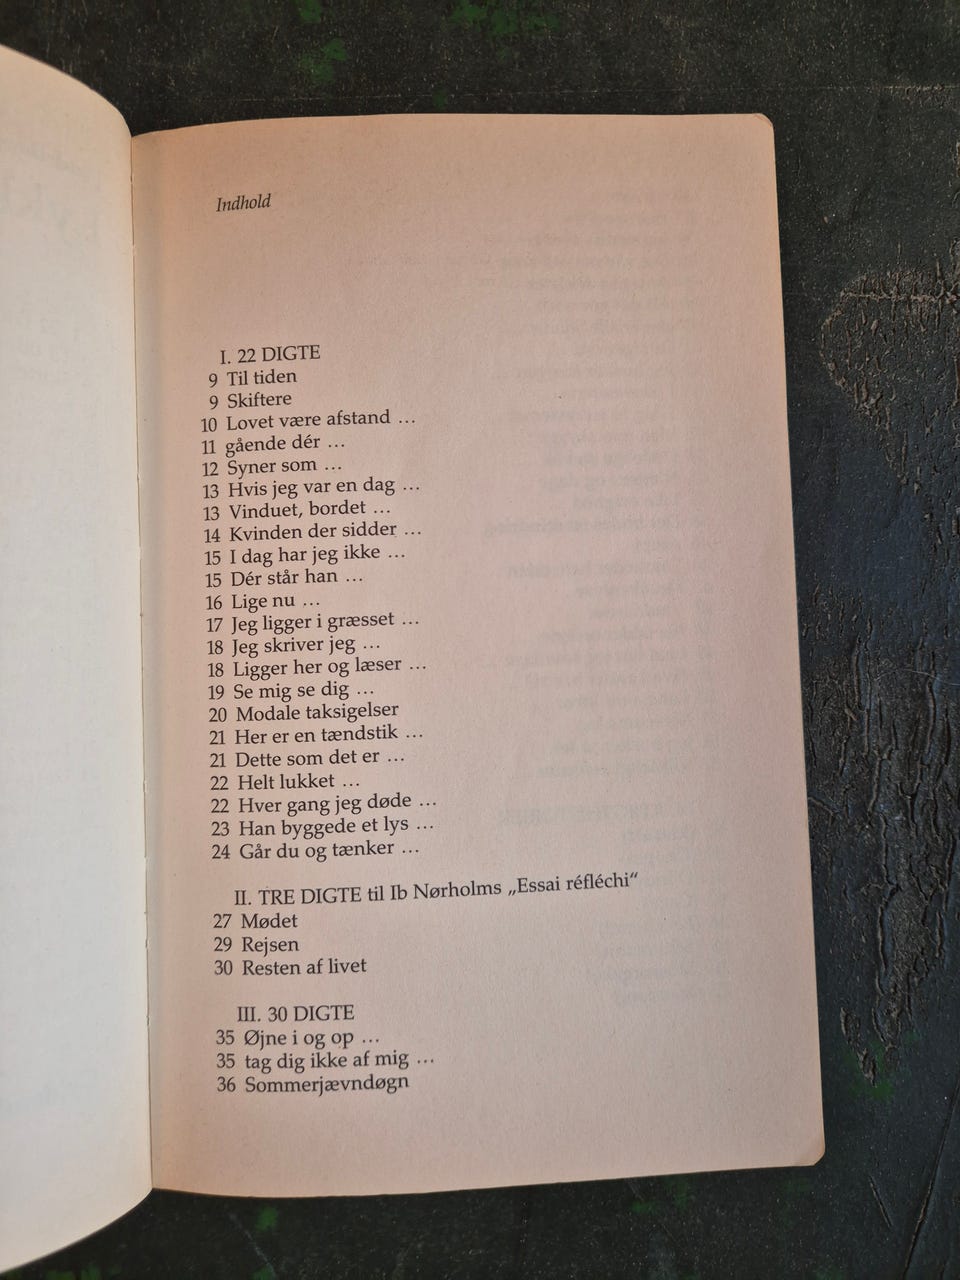 Indhold
I. 22 DIGTE
9 Til tiden
9 Skiftere
10 Lovet være afstand ...
11 gående dér ...
12 Syner som ...
13 Hvis jeg var en dag ...
13 Vinduet, bordet ...
14 Kvinden der sidder ...
15 I dag har jeg ikke ...
15 Dér står han ...
16 Lige nu ...
17 Jeg ligger i græsset ...
18 Jeg skriver jeg ...
18 Ligger her og læser ...
19 Se mig se dig ...
20 Modale taksigelser
21 Her er en tændstik ...
21 Dette som det er ...
22 Helt lukket ...
22 Hver gang jeg døde ...
23 Han byggede et lys ...
24 Går du og tænker ...
II. TRE DIGTE til Ib Nørholms „Essai réfléchi“
27 Mødet
29 Rejsen
30 Resten af livet
III. 30 DIGTE
35 Øjne i og op ...
35 tag dig ikke af mig ...
36 Sommerjævndøgn